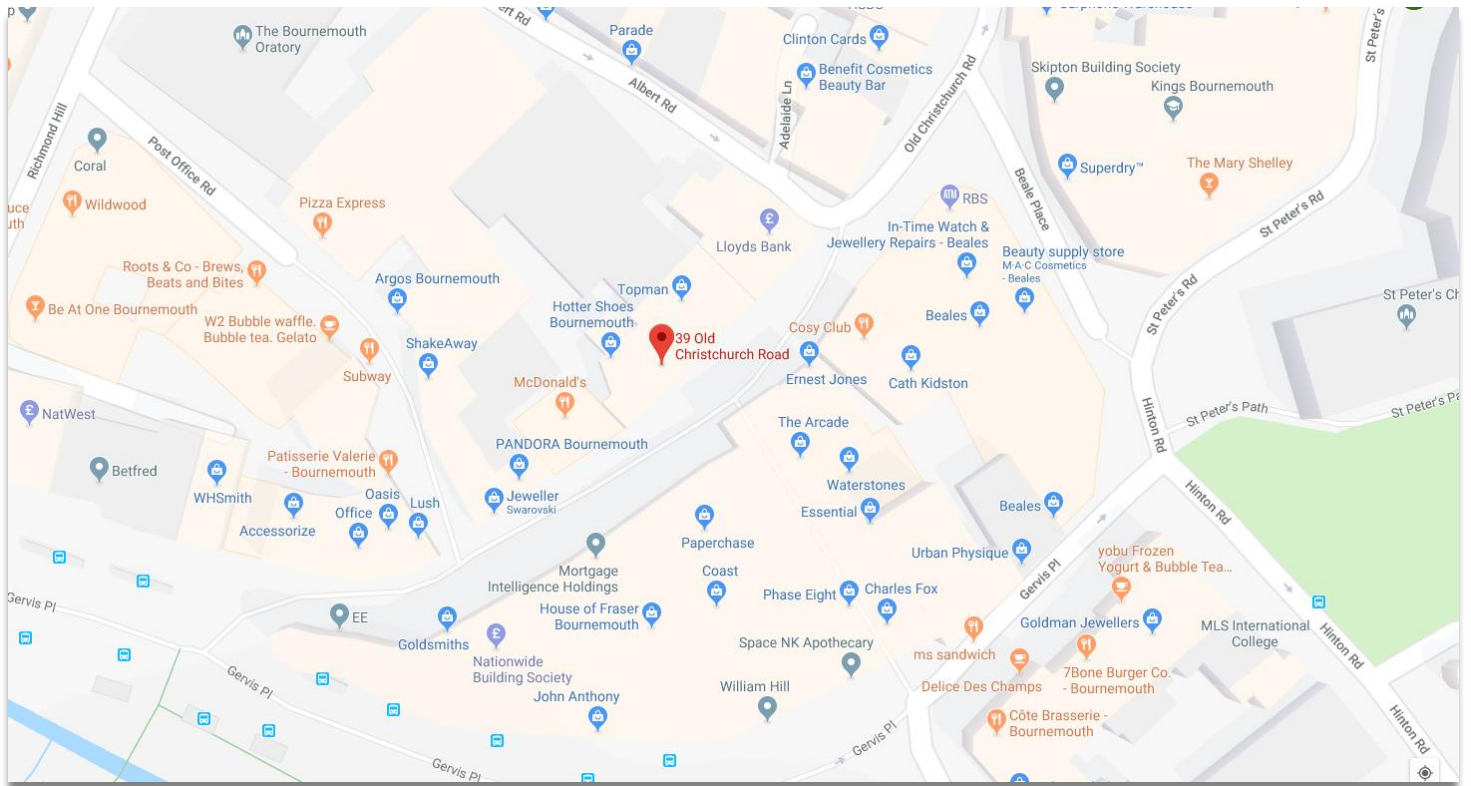 The Bournemouth
Oratory
Parade
Clinton Cards
Benefit Cosmetics
Beauty Bar
Albert Rd
Adelaide Ln
Old Christchurch Rd
Skipton Building Society
Kings Bournemouth
St Peter's
Richmond Hill
Coral
Post Office Rd
Wildwood
Pizza Express
Superdry™
The Mary Shelley
Beale Place
RBS
ATM
St Peter's Rd
Lloyds Bank
In-Time Watch &
Jewellery Repairs - Beales
Beauty supply store
M·A·C Cosmetics
- Beales
Roots & Co - Brews,
Beats and Bites
Argos Bournemouth
Topman
Be At One Bournemouth
Hotter Shoes
Bournemouth
W2 Bubble waffle.
Bubble tea. Gelato
Cosy Club
Beales
St Peter's Rd
St Peter's Ch
39 Old
Christchurch Road
ShakeAway
Subway
McDonald's
Ernest Jones
Cath Kidston
NatWest
PANDORA Bournemouth
The Arcade
Hinton Rd
St Peter's Path
St Peter's Pa
Betfred
Patisserie Valerie
- Bournemouth
WHSmith
Oasis
Office
Lush
Accessorize
Jeweller
Swarovski
Waterstones
Essential
Beales
Hinton Rd
Paperchase
Mortgage
Intelligence Holdings
Urban Physique
yobu Frozen
Yogurt & Bubble Tea...
Coast
House of Fraser
Bournemouth
Phase Eight
Charles Fox
Gervis Pl
Gervis Pl
EE
Goldsmiths
Nationwide
Building Society
Goldman Jewellers
MLS International
College
Hinton Rd
Space NK Apothecary
ms sandwich
Delice Des Champs
7Bone Burger Co.
- Bournemouth
Gervis Pl
John Anthony
William Hill
Côte Brasserie -
Bournemouth
Hinton Rd
Gervis Pl
Gervis Pl